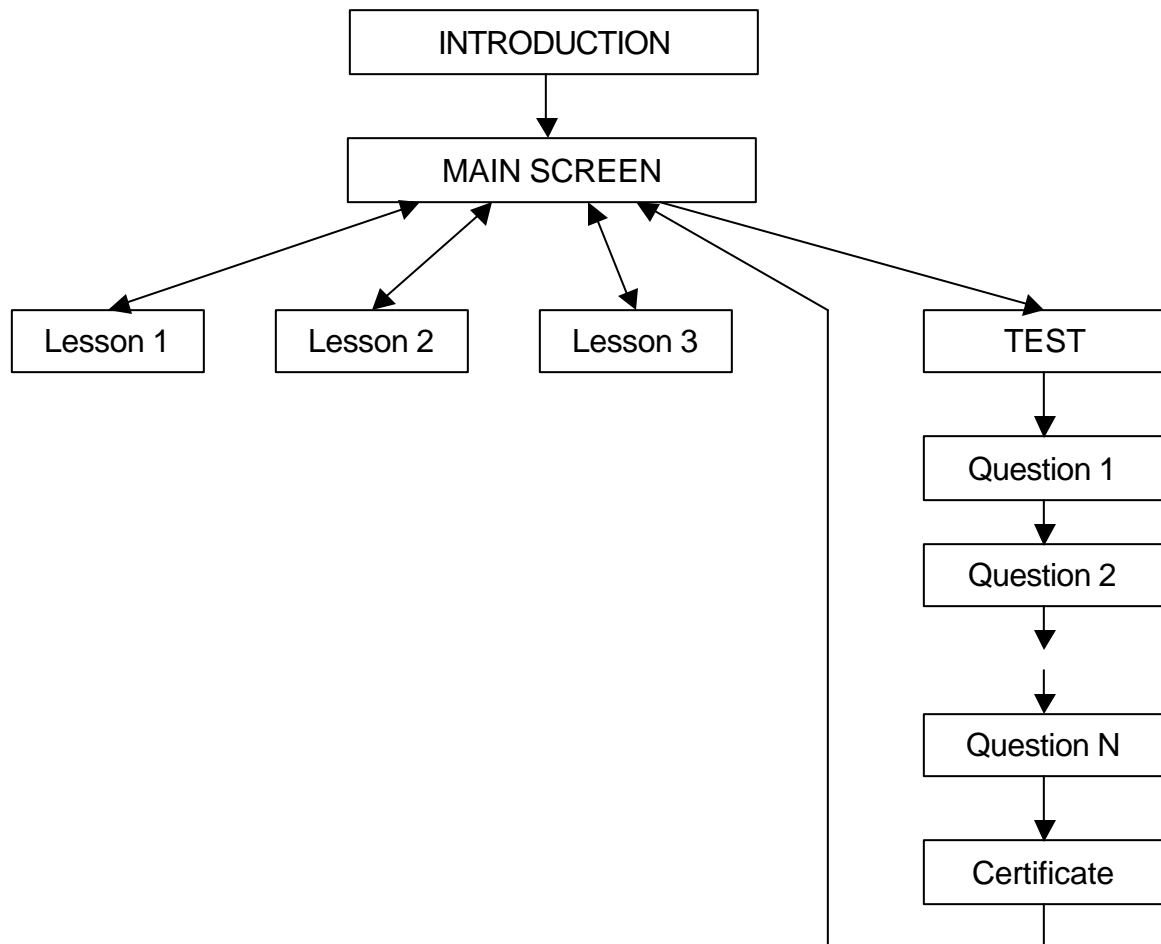 INTRODUCTION
MAIN SCREEN
Lesson 1
Lesson 2
Lesson 3
TEST
Question 1
Question 2
Question N
Certificate